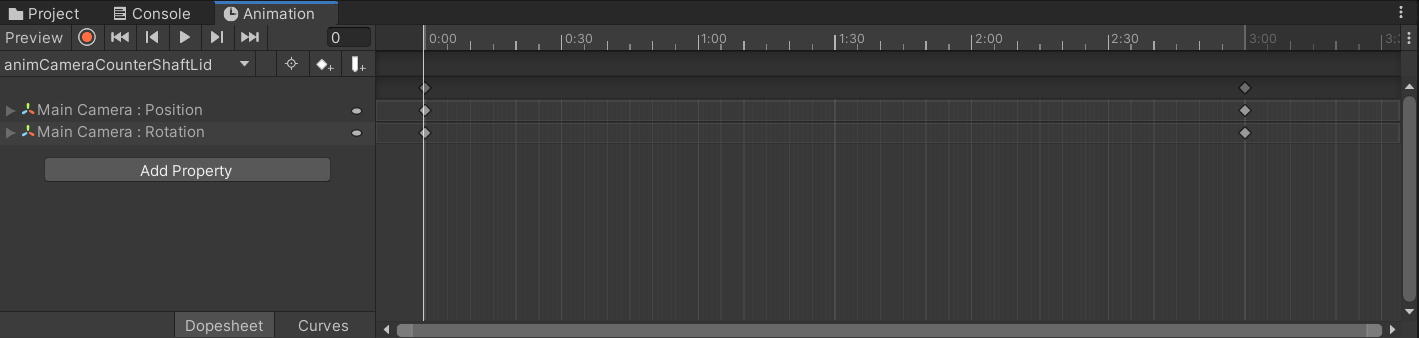 Project Console Animation
Preview 0 0:00 0:30 1:00 1:30 2:00 2:30 3:00
animCameraCounterShaftLid
Main Camera : Position
Main Camera : Rotation
Add Property
Dopesheet Curves